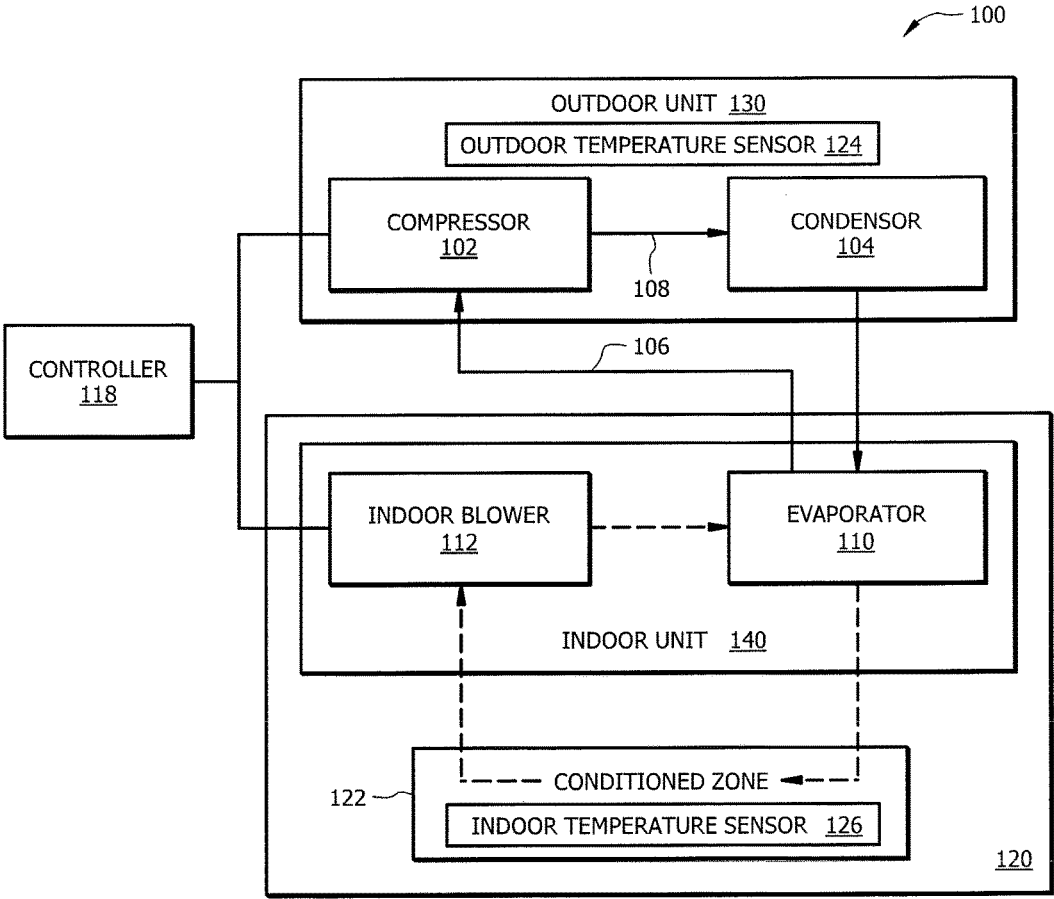 100
OUTDOOR UNIT 130
OUTDOOR TEMPERATURE SENSOR 124
COMPRESSOR
102
CONDENSOR
104
108
CONTROLLER
118
106
INDOOR BLOWER
112
EVAPORATOR
110
INDOOR UNIT 140
CONDITIONED ZONE
122
INDOOR TEMPERATURE SENSOR 126
120